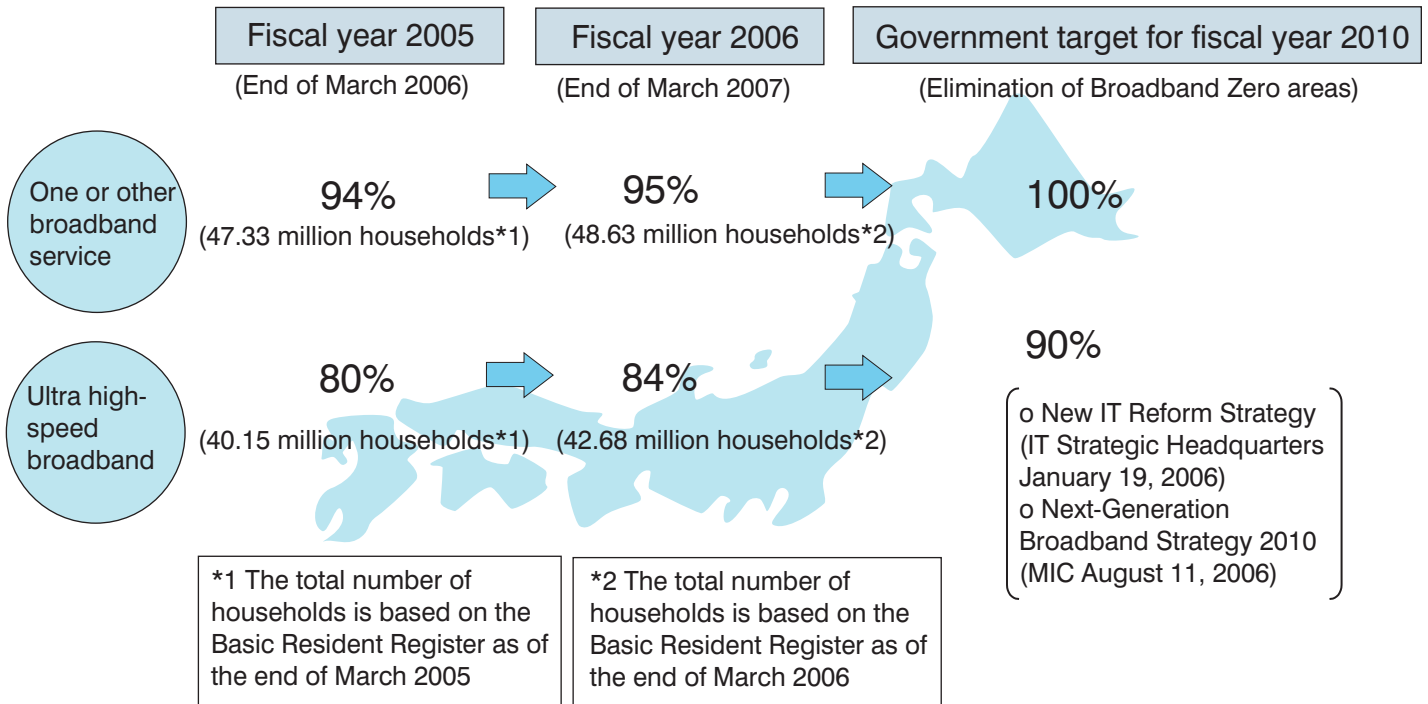 Fiscal year 2005
(End of March 2006)
Fiscal year 2006
(End of March 2007)
Government target for fiscal year 2010
(Elimination of Broadband Zero areas)
One or other
broadband
service
94%
(47.33 million households*1)
95%
(48.63 million households*2)
100%
Ultra high-
speed
broadband
80%
(40.15 million households*1)
84%
(42.68 million households*2)
90%
o New IT Reform Strategy
(IT Strategic Headquarters
January 19, 2006)
o Next-Generation
Broadband Strategy 2010
(MIC August 11, 2006)
*1 The total number of
households is based on the
Basic Resident Register as of
the end of March 2005
*2 The total number of
households is based on the
Basic Resident Register as of
the end of March 2006